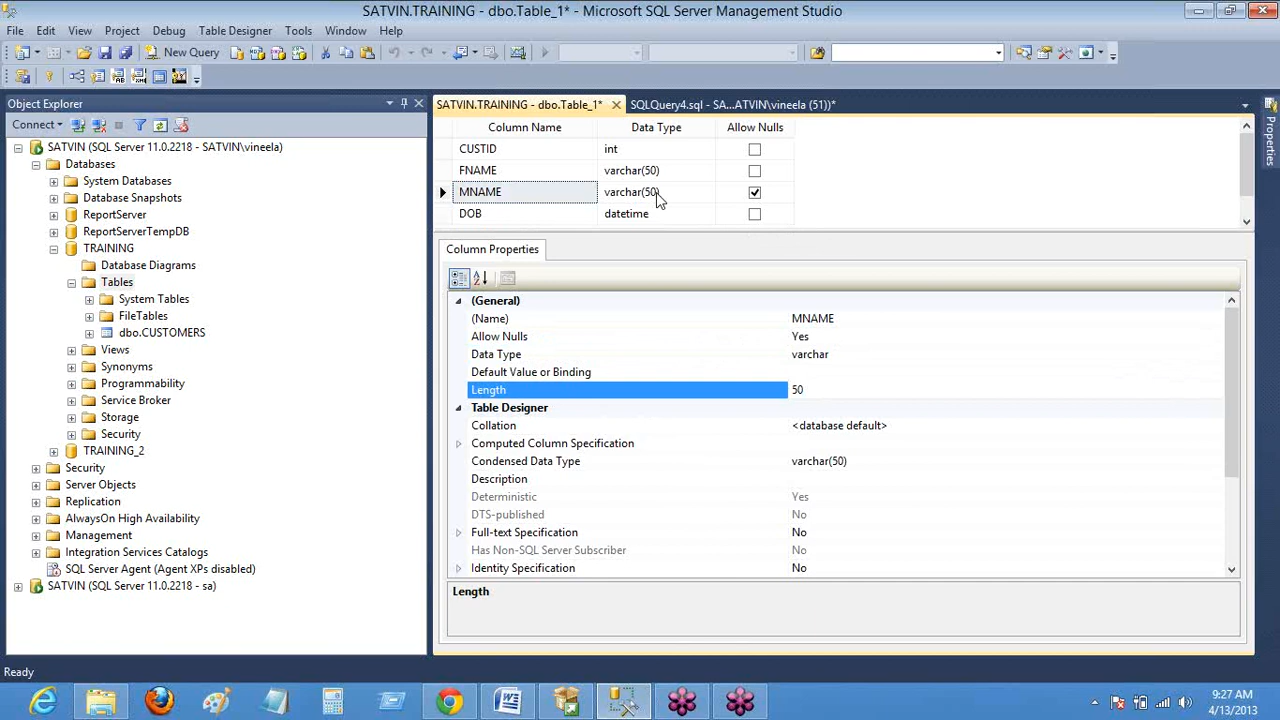 SATVIN.TRAINING - dbo.Table_1* - Microsoft SQL Server Management Studio
File Edit View Project Debug Table Designer Tools Window Help
New Query
Object Explorer
SATVIN.TRAINING - dbo.Table_1*
SQLQuery4.sql - SA...ATVIN\vineela (51))*
Connect
SATVIN (SQL Server 11.0.2218 - SATVIN\vineela)
Databases
System Databases
Database Snapshots
ReportServer
ReportServerTempDB
TRAINING
Database Diagrams
Tables
System Tables
FileTables
dbo.CUSTOMERS
Views
Synonyms
Programmability
Service Broker
Storage
Security
TRAINING_2
Security
Server Objects
Replication
AlwaysOn High Availability
Management
Integration Services Catalogs
SQL Server Agent (Agent XPs disabled)
SATVIN (SQL Server 11.0.2218 - sa)
Column Name Data Type Allow Nulls
CUSTID int
FNAME varchar(50)
MNAME varchar(50)
DOB datetime
Column Properties
(General)
(Name) MNAME
Allow Nulls Yes
Data Type varchar
Default Value or Binding
Length 50
Table Designer
Collation <database default>
Computed Column Specification
Condensed Data Type varchar(50)
Description
Deterministic Yes
DTS-published No
Full-text Specification No
Has Non-SQL Server Subscriber No
Identity Specification No
Length
Properties
Ready
9:27 AM
4/13/2013